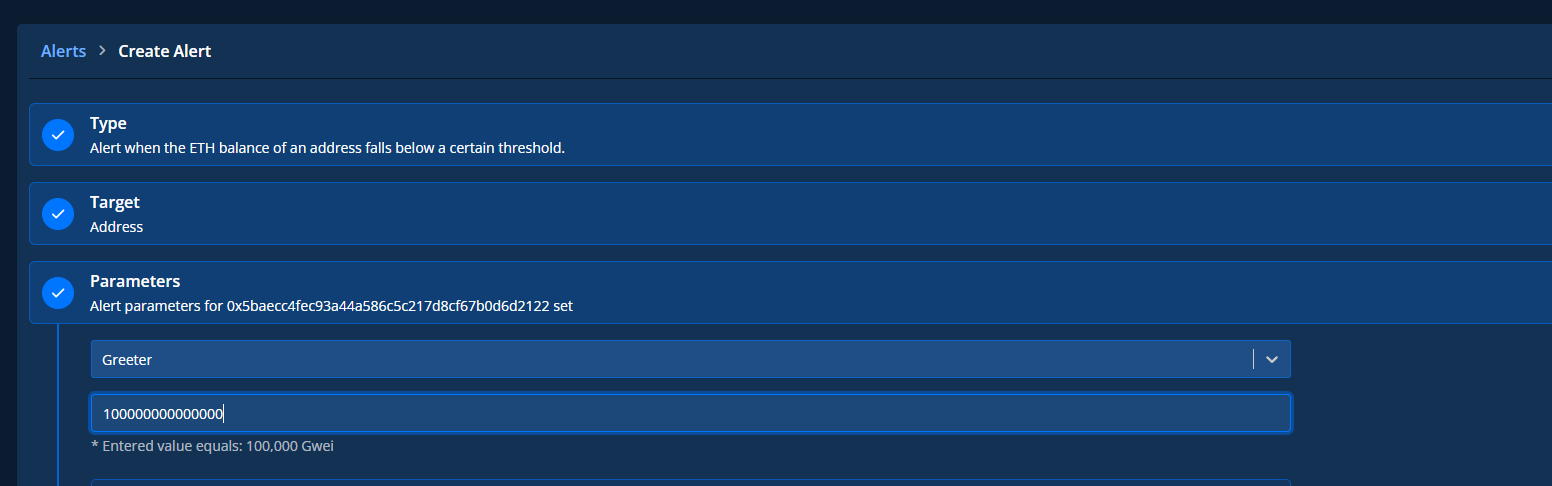 Alerts > Create Alert
Type
Alert when the ETH balance of an address falls below a certain threshold.
Target
Address
Parameters
Alert parameters for 0x5baecc4fec93a44a586c5c217d8cf67b0d6d2122 set
Greeter
100000000000000
* Entered value equals: 100,000 Gwei